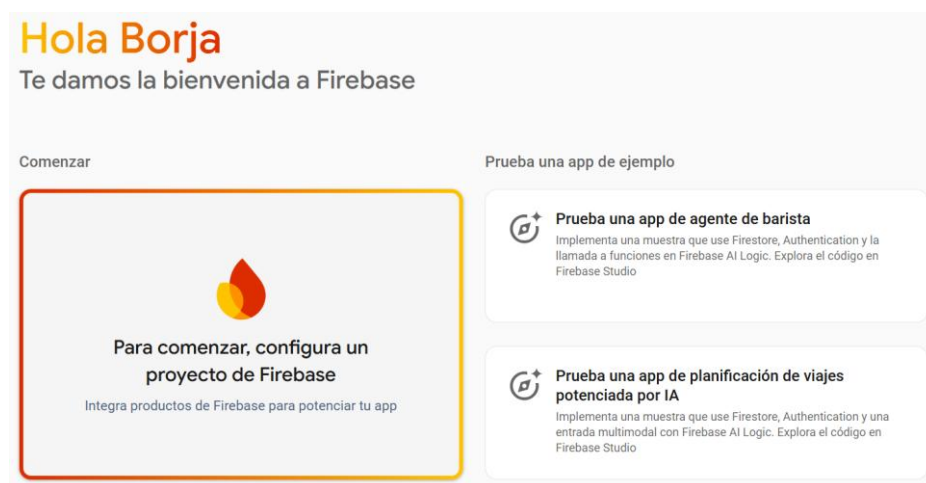 Hola Borja
Te damos la bienvenida a Firebase
Comenzar
Para comenzar, configura un
proyecto de Firebase
Integra productos de Firebase para potenciar tu app
Prueba una app de ejemplo
Prueba una app de agente de barista
Implementa una muestra que use Firestore, Authentication y la
llamada a funciones en Firebase AI Logic. Explora el código en
Firebase Studio
Prueba una app de planificación de viajes
potenciada por IA
Implementa una muestra que use Firestore, Authentication y una
entrada multimodal con Firebase AI Logic. Explora el código en
Firebase Studio